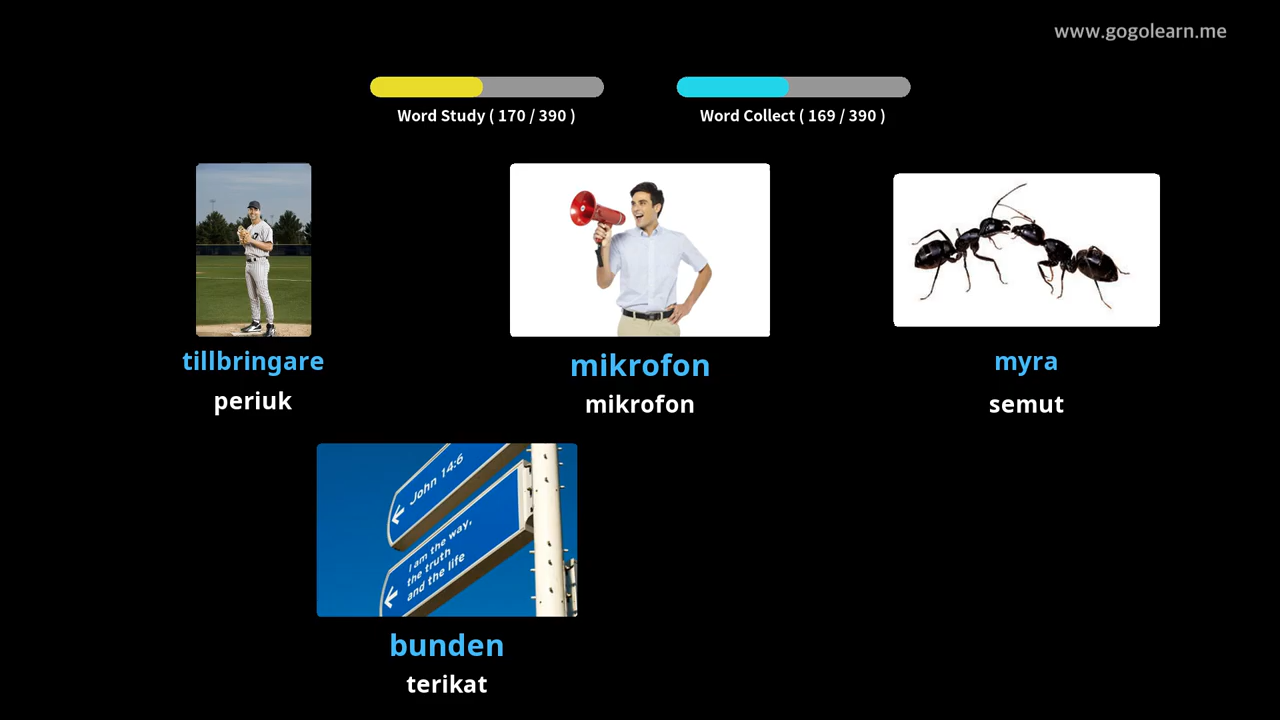 www.gogolearn.me
Word Study ( 170 / 390 )
Word Collect ( 169 / 390 )
tillbringare
periuk
mikrofon
mikrofon
myra
semut
John 14:6
I am the way,
the truth
and the life
bunden
terikat